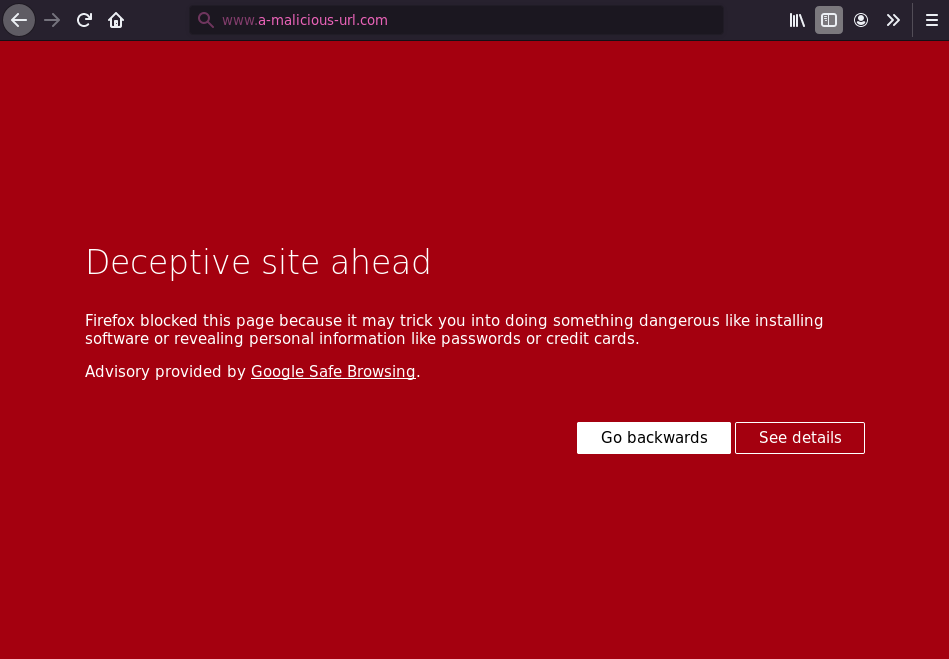 www.a-malicious-url.com
Deceptive site ahead
Firefox blocked this page because it may trick you into doing something dangerous like installing
software or revealing personal information like passwords or credit cards.
Advisory provided by Google Safe Browsing.
Go backwards
See details